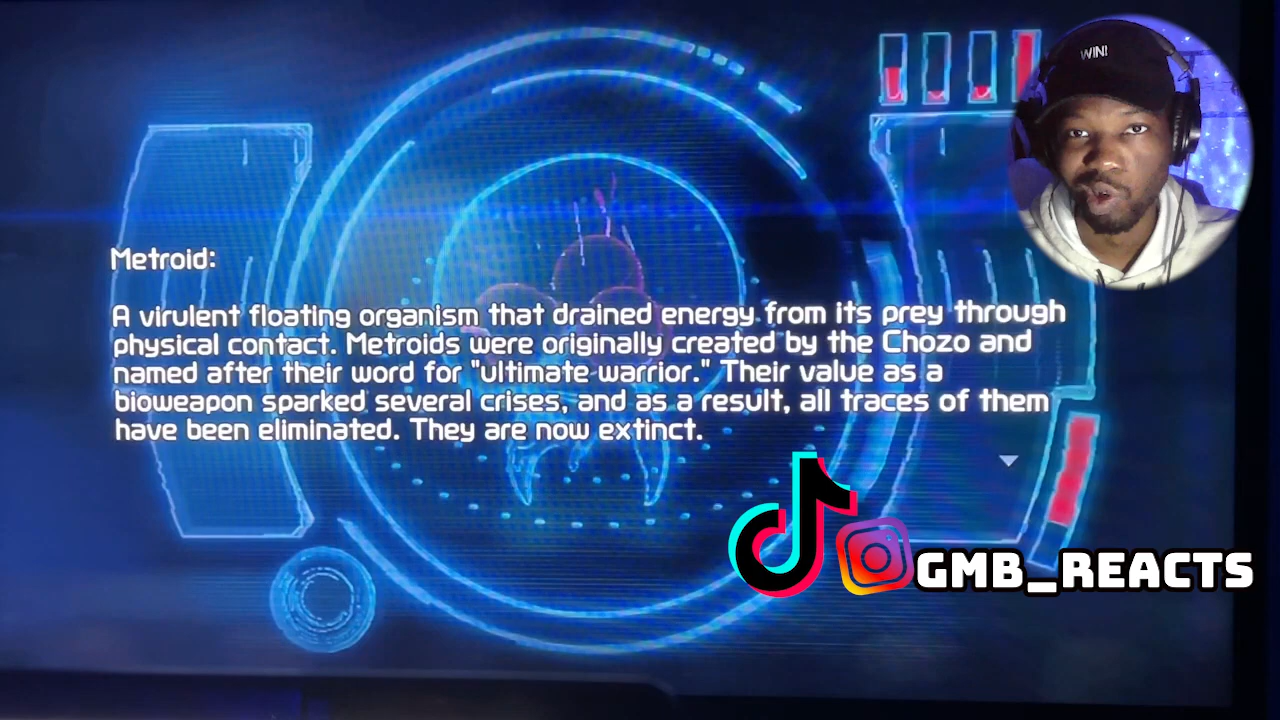 WIN!
Metroid:
A virulent floating organism that drained energy from its prey through
physical contact. Metroids were originally created by the Chozo and
named after their word for "ultimate warrior." Their value as a
bioweapon sparked several crises, and as a result, all traces of them
have been eliminated. They are now extinct.
GMB_REACTS